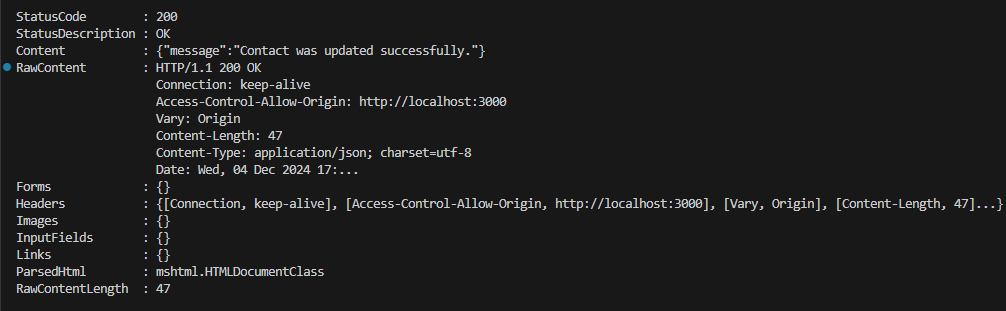 StatusCode        : 200
StatusDescription : OK
Content           : {"message":"Contact was updated successfully."}
RawContent        : HTTP/1.1 200 OK
                    Connection: keep-alive
                    Access-Control-Allow-Origin: http://localhost:3000
                    Vary: Origin
                    Content-Length: 47
                    Content-Type: application/json; charset=utf-8
                    Date: Wed, 04 Dec 2024 17:...
Forms             : {}
Headers           : {[Connection, keep-alive], [Access-Control-Allow-Origin, http://localhost:3000], [Vary, Origin], [Content-Length, 47]...}
Images            : {}
InputFields       : {}
Links             : {}
ParsedHtml        : mshtml.HTMLDocumentClass
RawContentLength  : 47